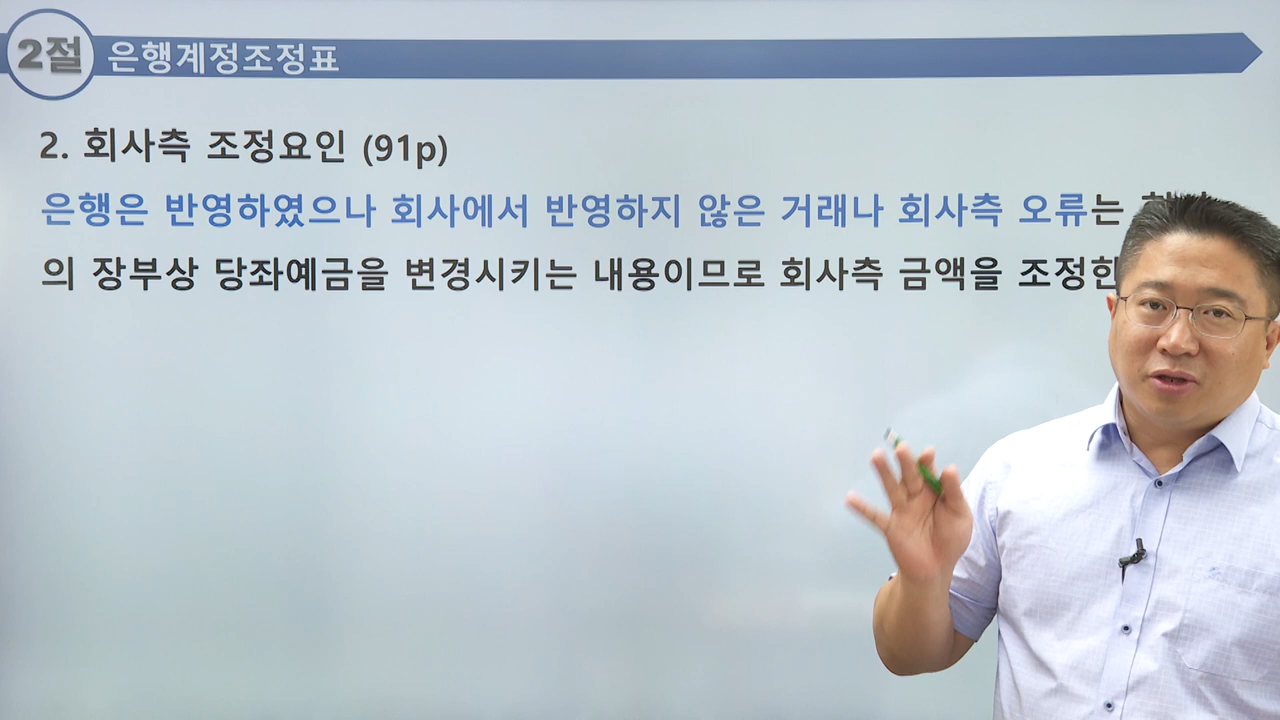 2절 은행계정조정표
2. 회사측 조정요인 (91p)
은행은 반영하였으나 회사에서 반영하지 않은 거래나 회사측 오류는
의 장부상 당좌예금을 변경시키는 내용이므로 회사측 금액을 조정한